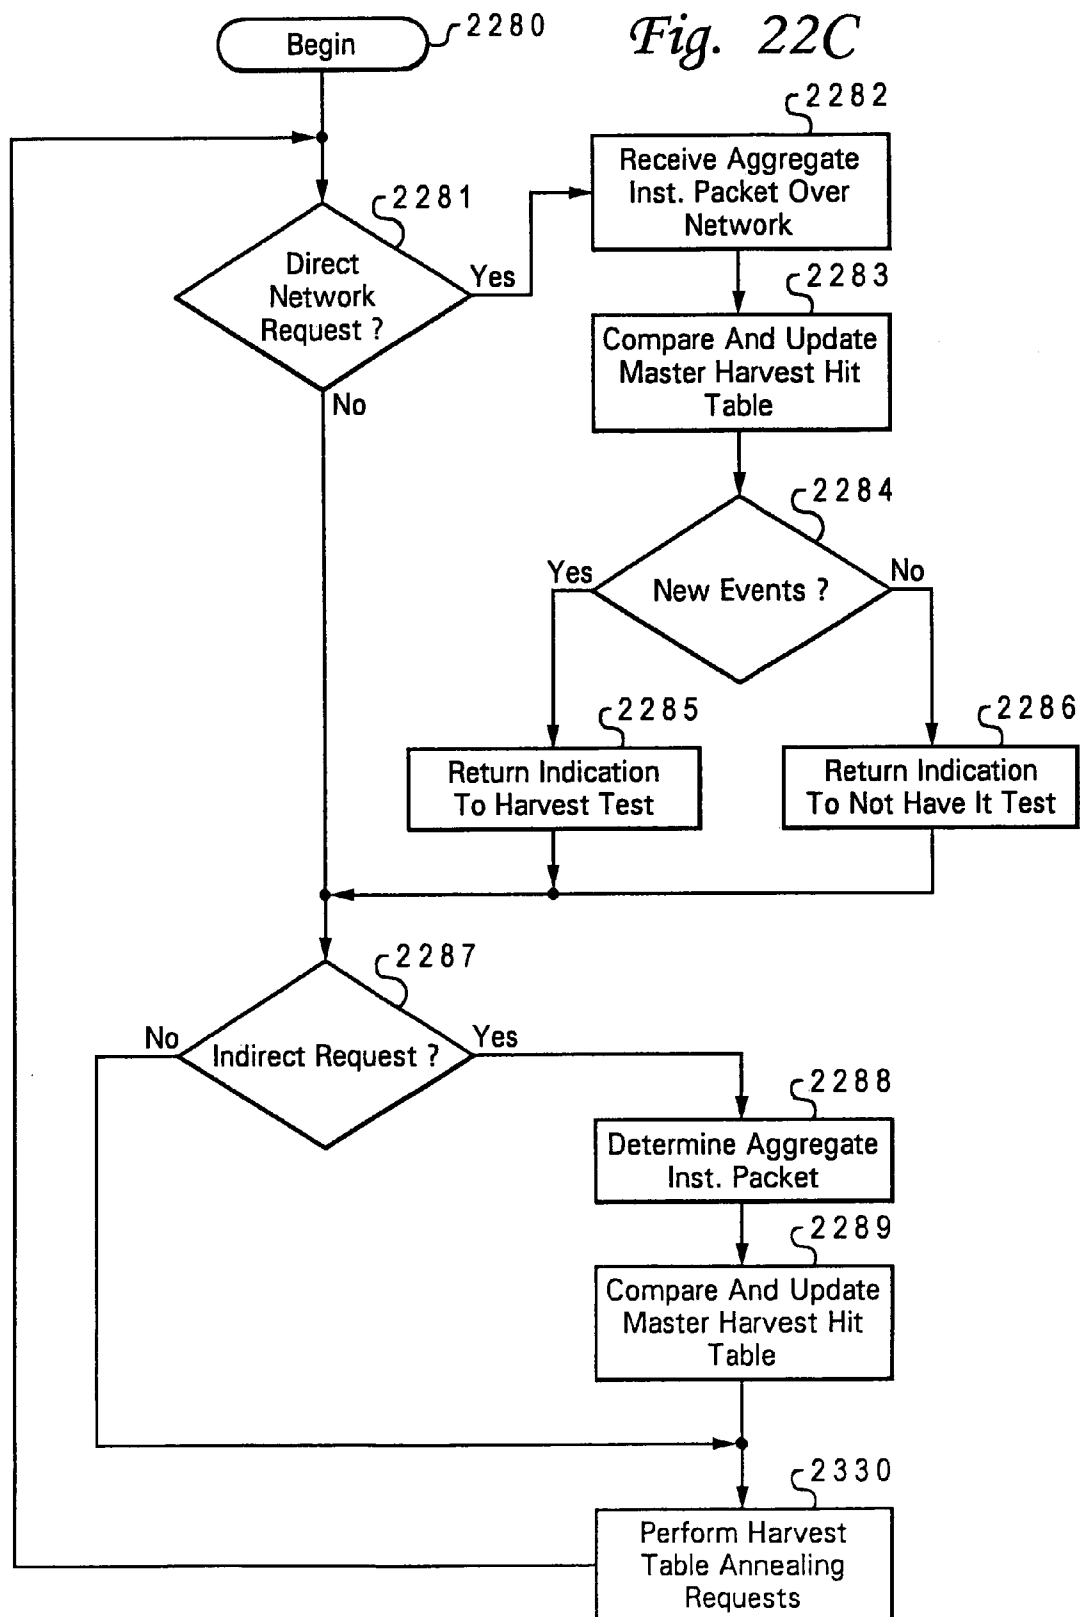 Begin
2280
Fig. 22C
2282
Receive Aggregate
Inst. Packet Over
Network
2281
Direct
Network
Request ?
Yes
No
2283
Compare And Update
Master Harvest Hit
Table
2284
New Events ?
Yes
No
2285
Return Indication
To Harvest Test
2286
Return Indication
To Not Have It Test
2287
Indirect Request ?
No
Yes
2288
Determine Aggregate
Inst. Packet
2289
Compare And Update
Master Harvest Hit
Table
2330
Perform Harvest
Table Annealing
Requests